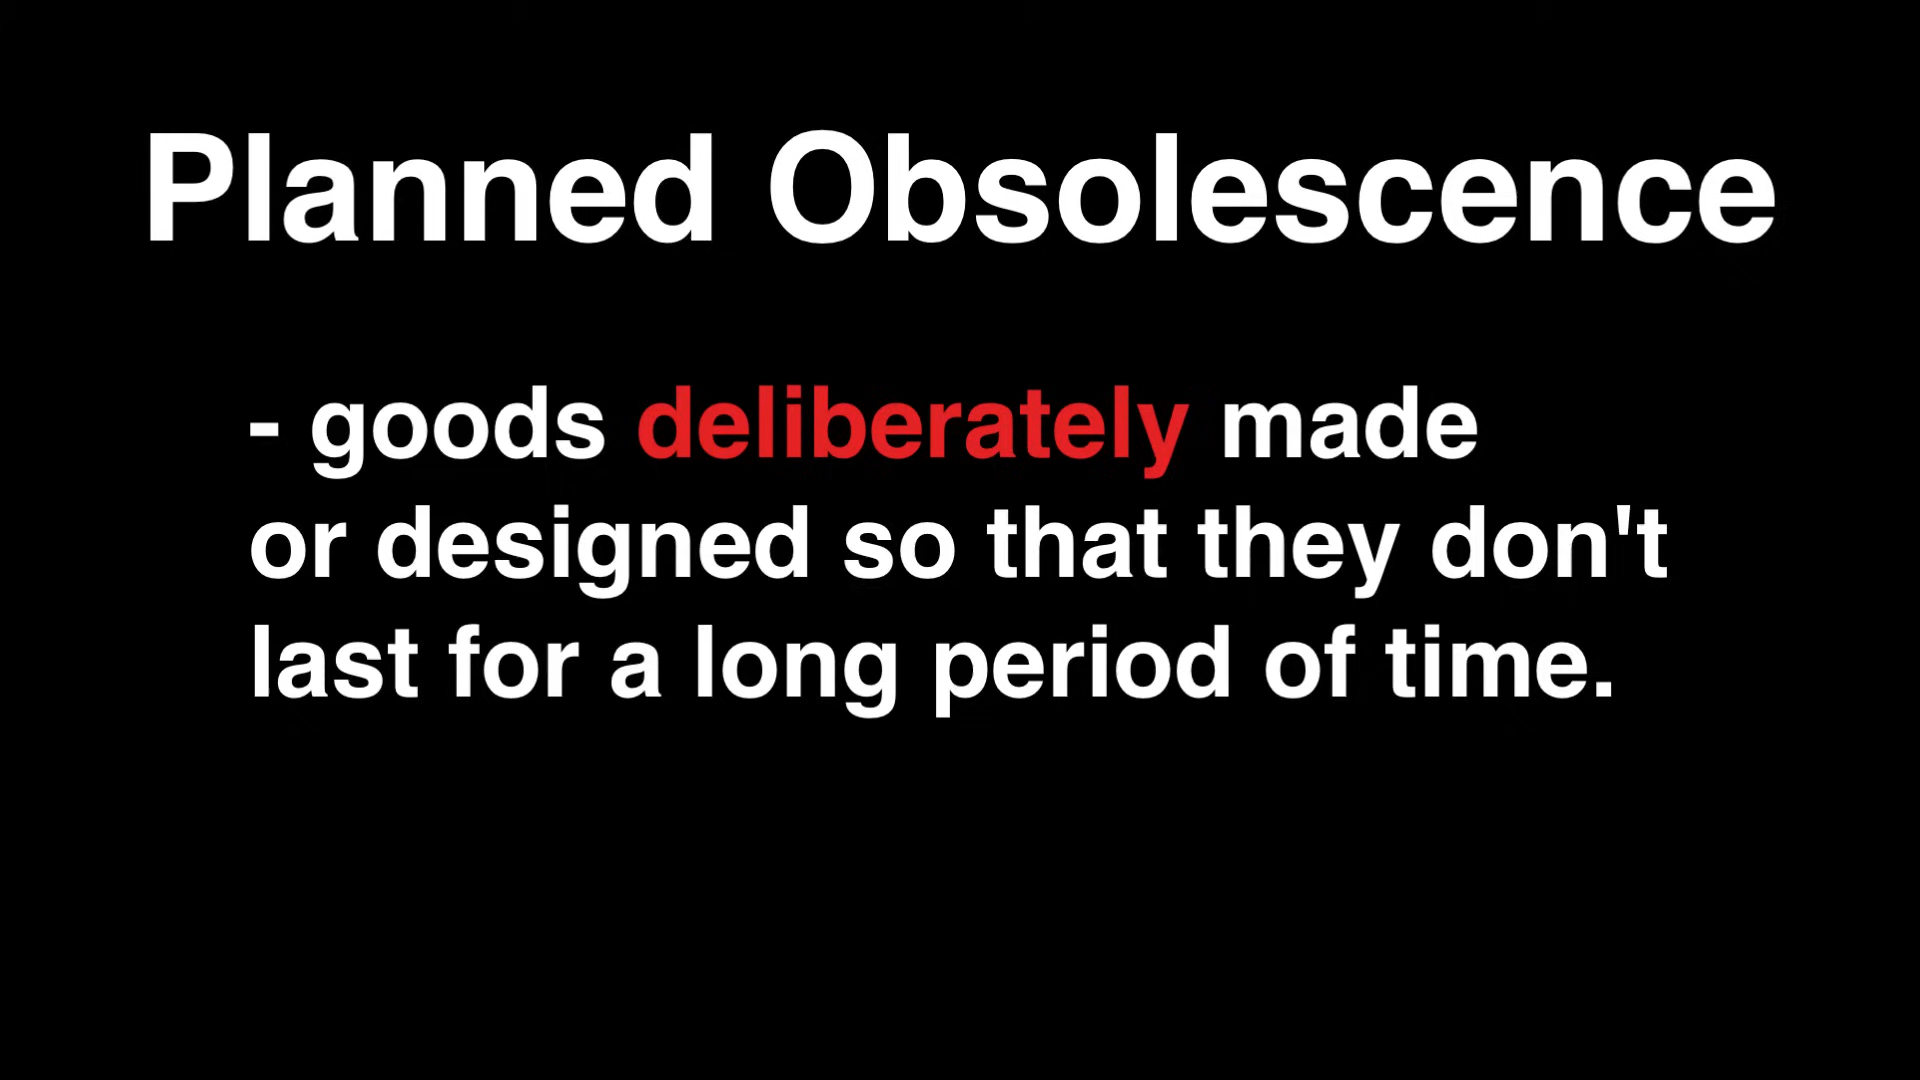 Planned Obsolescence
- goods deliberately made
or designed so that they don't
last for a long period of time.